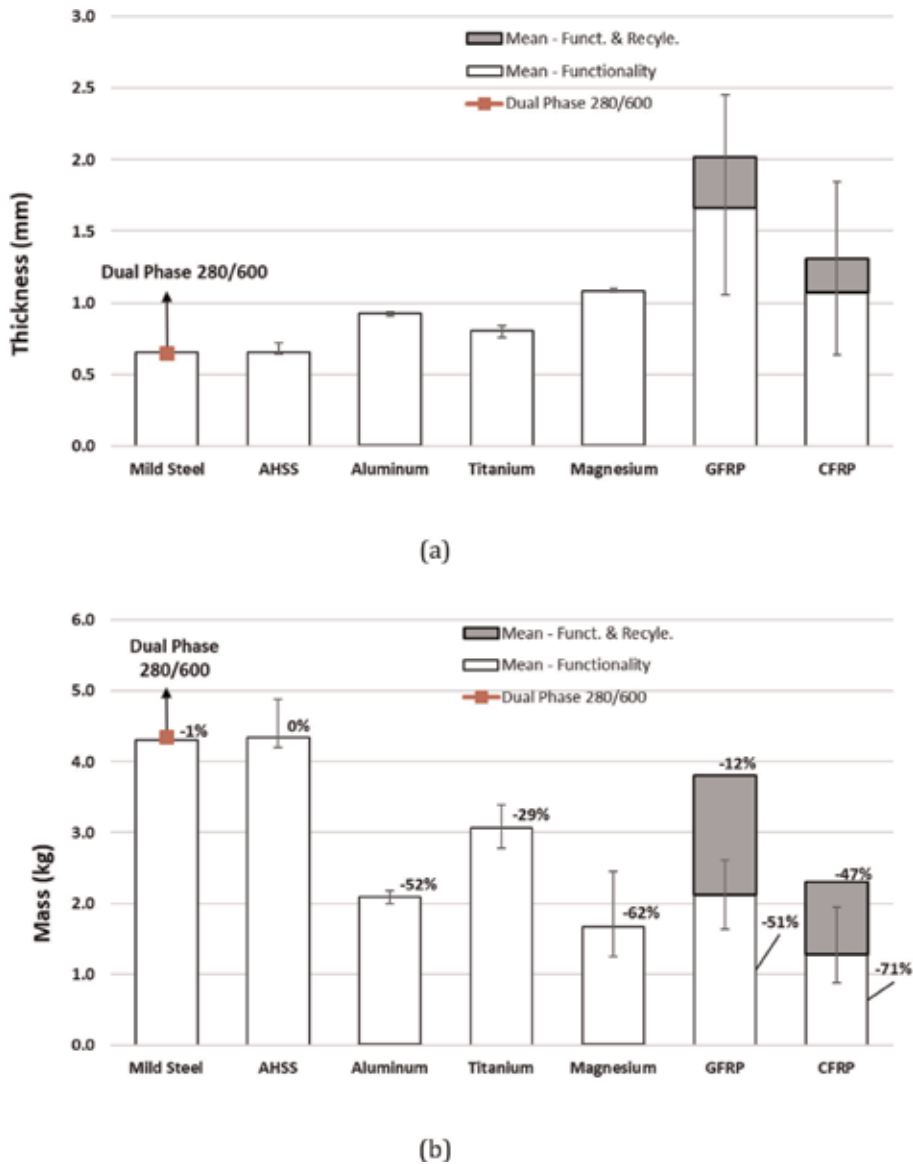 3.0
Mean - Funct. & Recyle.
Mean - Functionality
Dual Phase 280/600
2.5
2.0
1.5
Dual Phase 280/600
1.0
0.5
0.0
Thickness (mm)
Mild Steel AHSS Aluminum Titanium Magnesium GFRP CFRP
(a)
6.0
Mean - Funct. & Recyle.
Mean - Functionality
Dual Phase 280/600
Dual Phase
280/600
5.0
-1%
0%
4.0
-12%
-29%
3.0
-52%
-62%
-47%
2.0
-51%
-71%
1.0
0.0
Mass (kg)
Mild Steel AHSS Aluminum Titanium Magnesium GFRP CFRP
(b)